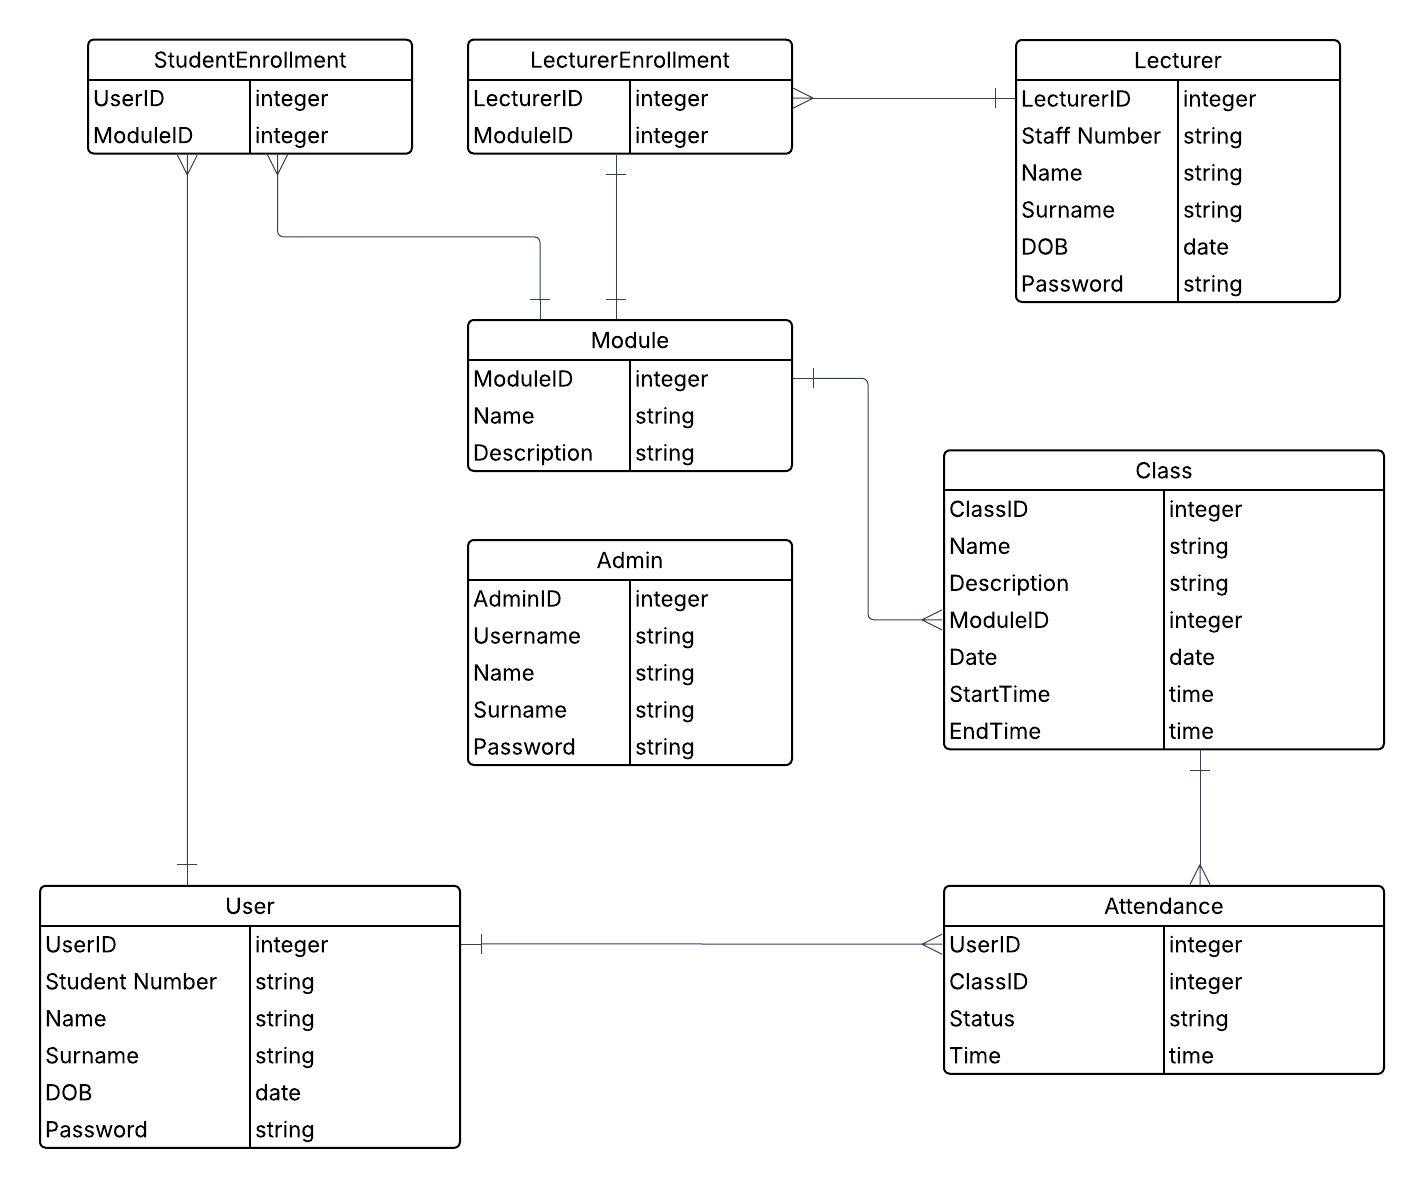 StudentEnrollment
UserID integer
ModuleID integer
LecturerEnrollment
LecturerID integer
ModuleID integer
Lecturer
LecturerID integer
Staff Number string
Name string
Surname string
DOB date
Password string
Module
ModuleID integer
Name string
Description string
Class
ClassID integer
Name string
Description string
ModuleID integer
Date date
StartTime time
EndTime time
Admin
AdminID integer
Username string
Name string
Surname string
Password string
User
UserID integer
Student Number string
Name string
Surname string
DOB date
Password string
Attendance
UserID integer
ClassID integer
Status string
Time time